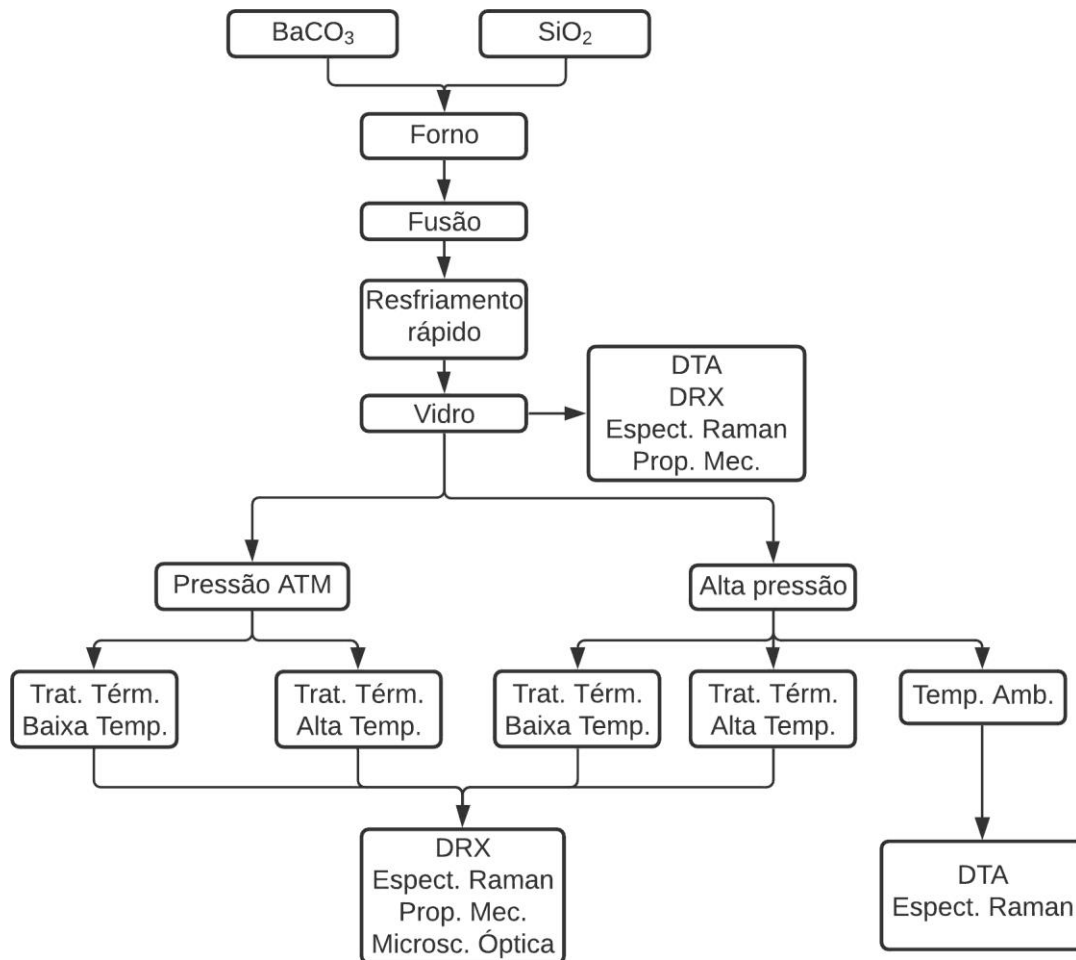 BaCO₃
SiO₂
Forno
Fusão
Resfriamento
rápido
Vidro
DTA
DRX
Espect. Raman
Prop. Mec.
Pressão ATM
Alta pressão
Trat. Térm.
Baixa Temp.
Trat. Térm.
Alta Temp.
Trat. Térm.
Baixa Temp.
Trat. Térm.
Alta Temp.
Temp. Amb.
DRX
Espect. Raman
Prop. Mec.
Microsc. Óptica
DTA
Espect. Raman